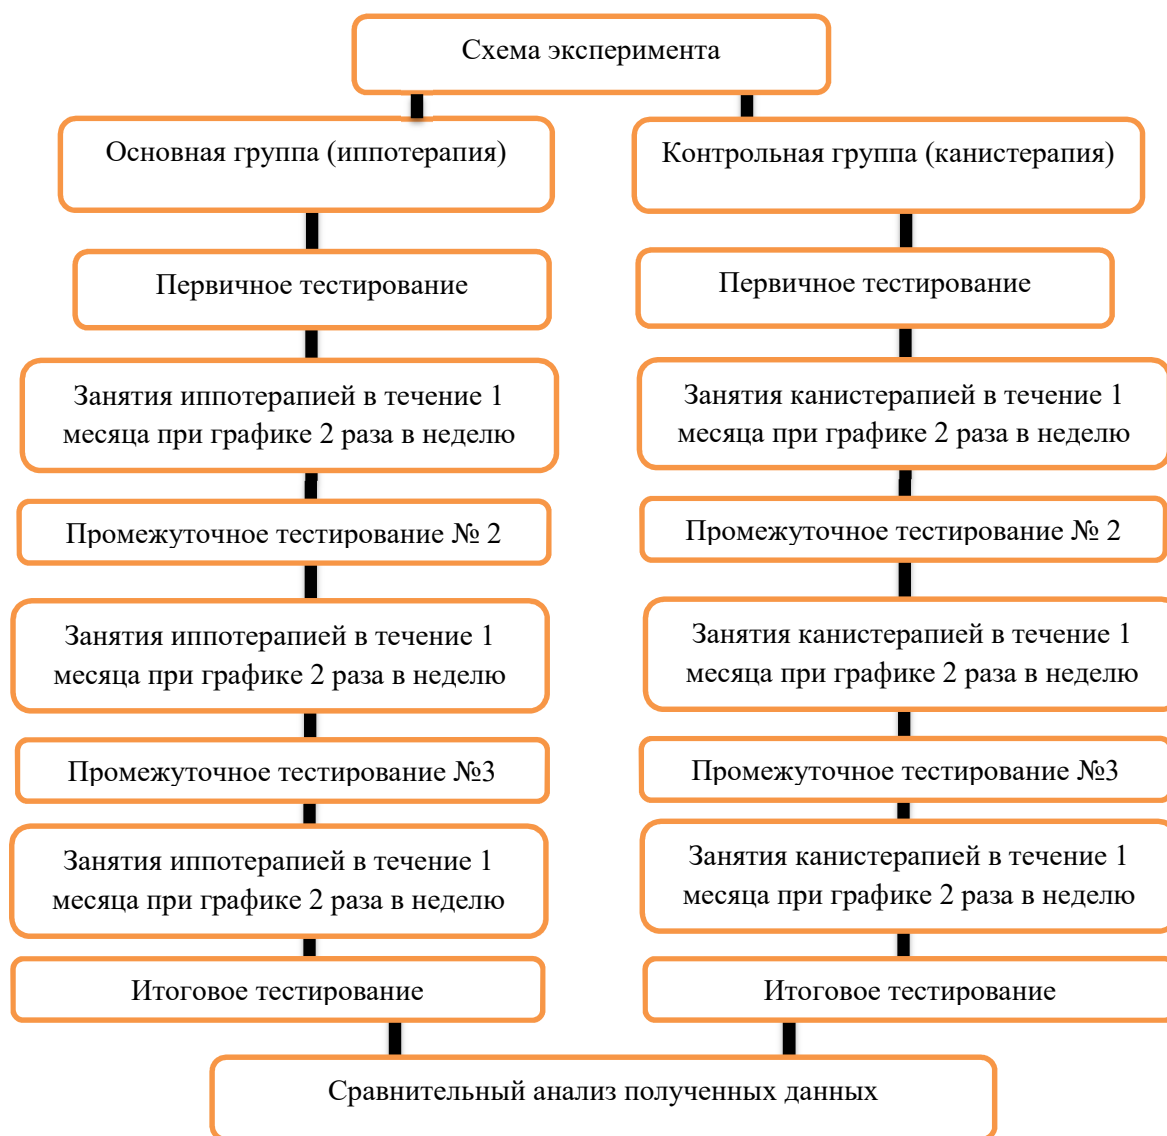 Схема эксперимента
Основная группа (иппотерапия)
Контрольная группа (канистерапия)
Первичное тестирование
Первичное тестирование
Занятия иппотерапией в течение 1
месяца при графике 2 раза в неделю
Занятия канистерапией в течение 1
месяца при графике 2 раза в неделю
Промежуточное тестирование № 2
Промежуточное тестирование № 2
Занятия иппотерапией в течение 1
месяца при графике 2 раза в неделю
Занятия канистерапией в течение 1
месяца при графике 2 раза в неделю
Промежуточное тестирование №3
Промежуточное тестирование №3
Занятия иппотерапией в течение 1
месяца при графике 2 раза в неделю
Занятия канистерапией в течение 1
месяца при графике 2 раза в неделю
Итоговое тестирование
Итоговое тестирование
Сравнительный анализ полученных данных